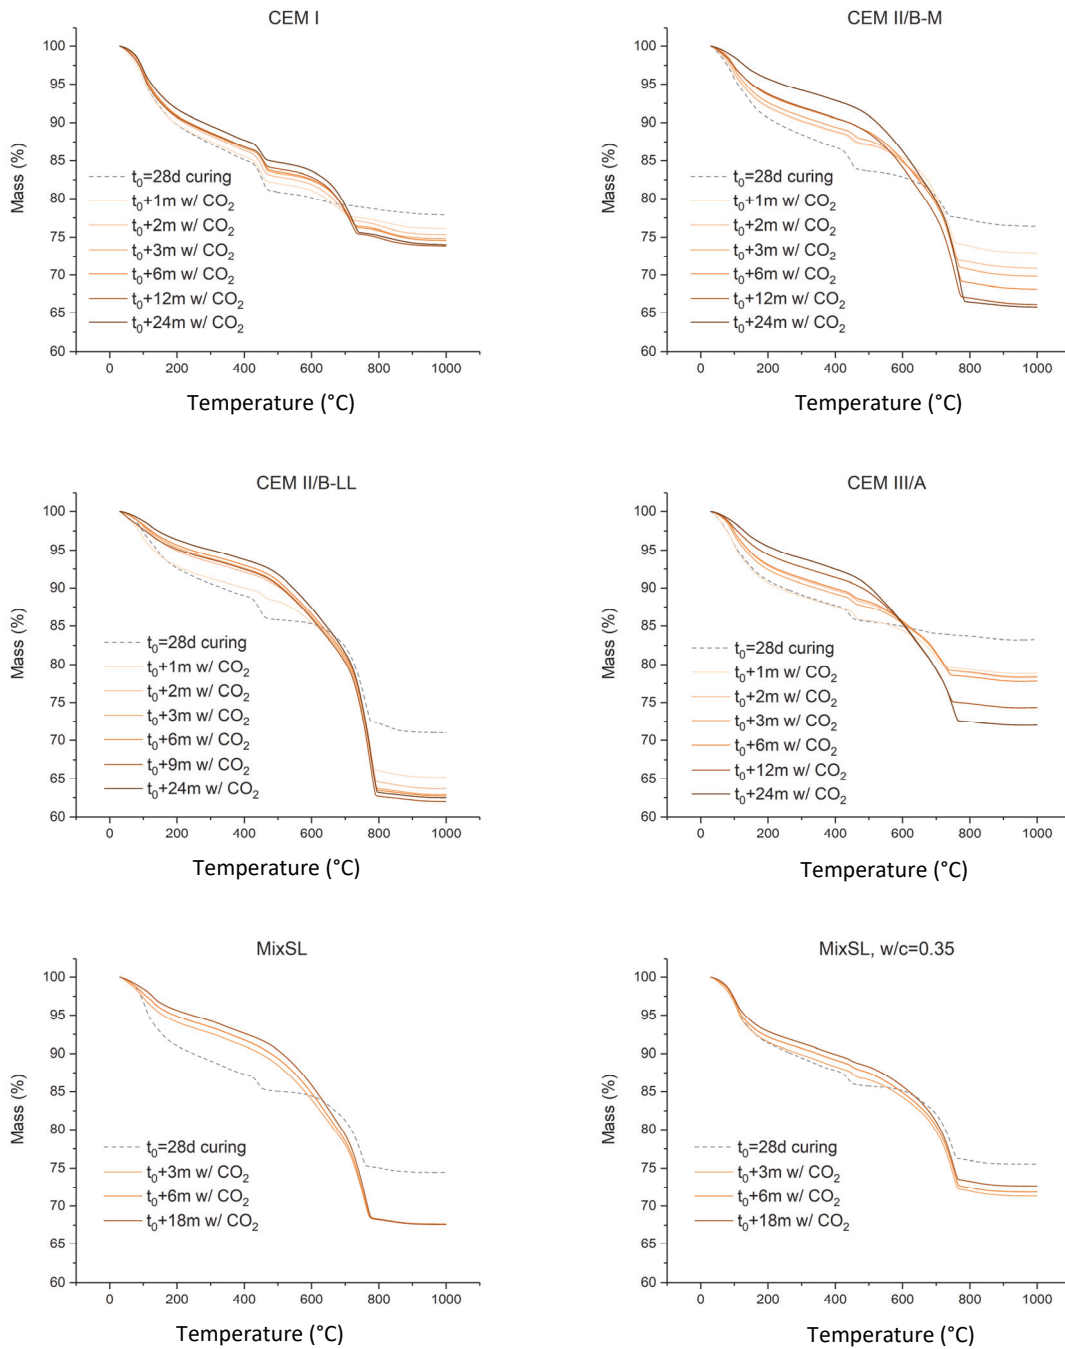 CEM I
100
95
90
85
80
75
70
65
60
Mass (%)
t0=28d curing
t0+1m w/ CO2
t0+2m w/ CO2
t0+3m w/ CO2
t0+6m w/ CO2
t0+12m w/ CO2
t0+24m w/ CO2
0 200 400 600 800 1000
Temperature (°C)
CEM II/B-M
100
95
90
85
80
75
70
65
60
Mass (%)
t0=28d curing
t0+1m w/ CO2
t0+2m w/ CO2
t0+3m w/ CO2
t0+6m w/ CO2
t0+12m w/ CO2
t0+24m w/ CO2
0 200 400 600 800 1000
Temperature (°C)
CEM II/B-LL
100
95
90
85
80
75
70
65
60
Mass (%)
t0=28d curing
t0+1m w/ CO2
t0+2m w/ CO2
t0+3m w/ CO2
t0+6m w/ CO2
t0+9m w/ CO2
t0+24m w/ CO2
0 200 400 600 800 1000
Temperature (°C)
CEM III/A
100
95
90
85
80
75
70
65
60
Mass (%)
t0=28d curing
t0+1m w/ CO2
t0+2m w/ CO2
t0+3m w/ CO2
t0+6m w/ CO2
t0+12m w/ CO2
t0+24m w/ CO2
0 200 400 600 800 1000
Temperature (°C)
MixSL
100
95
90
85
80
75
70
65
60
Mass (%)
t0=28d curing
t0+3m w/ CO2
t0+6m w/ CO2
t0+18m w/ CO2
0 200 400 600 800 1000
Temperature (°C)
MixSL, w/c=0.35
100
95
90
85
80
75
70
65
60
Mass (%)
t0=28d curing
t0+3m w/ CO2
t0+6m w/ CO2
t0+18m w/ CO2
0 200 400 600 800 1000
Temperature (°C)